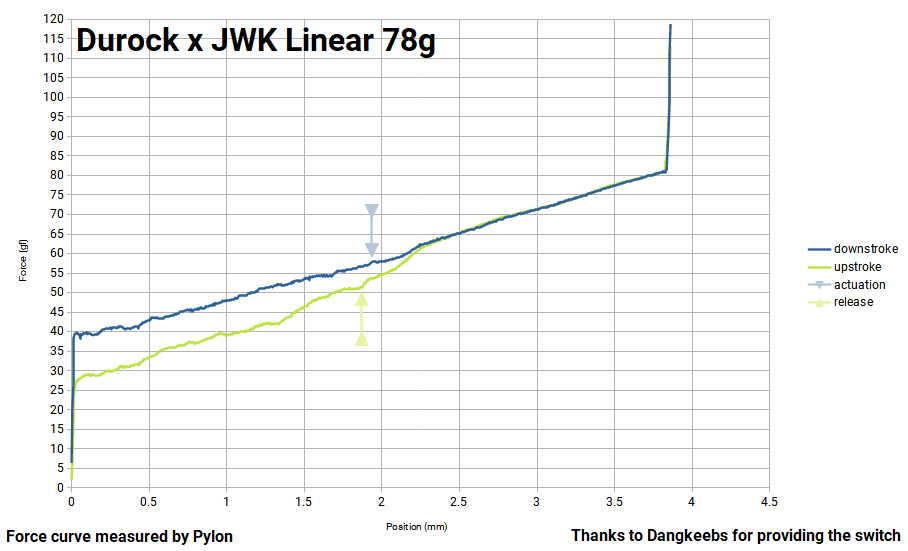 Durock x JWK Linear 78g
120
115
110
105
100
95
90
85
80
75
70
65
60
55
50
45
40
35
30
25
20
15
10
5
0
Force (gf)
0 0.5 1 1.5 2 2.5 3 3.5 4 4.5
Position (mm)
downstroke
upstroke
actuation
release
Force curve measured by Pylon
Thanks to Dangkeebs for providing the switch